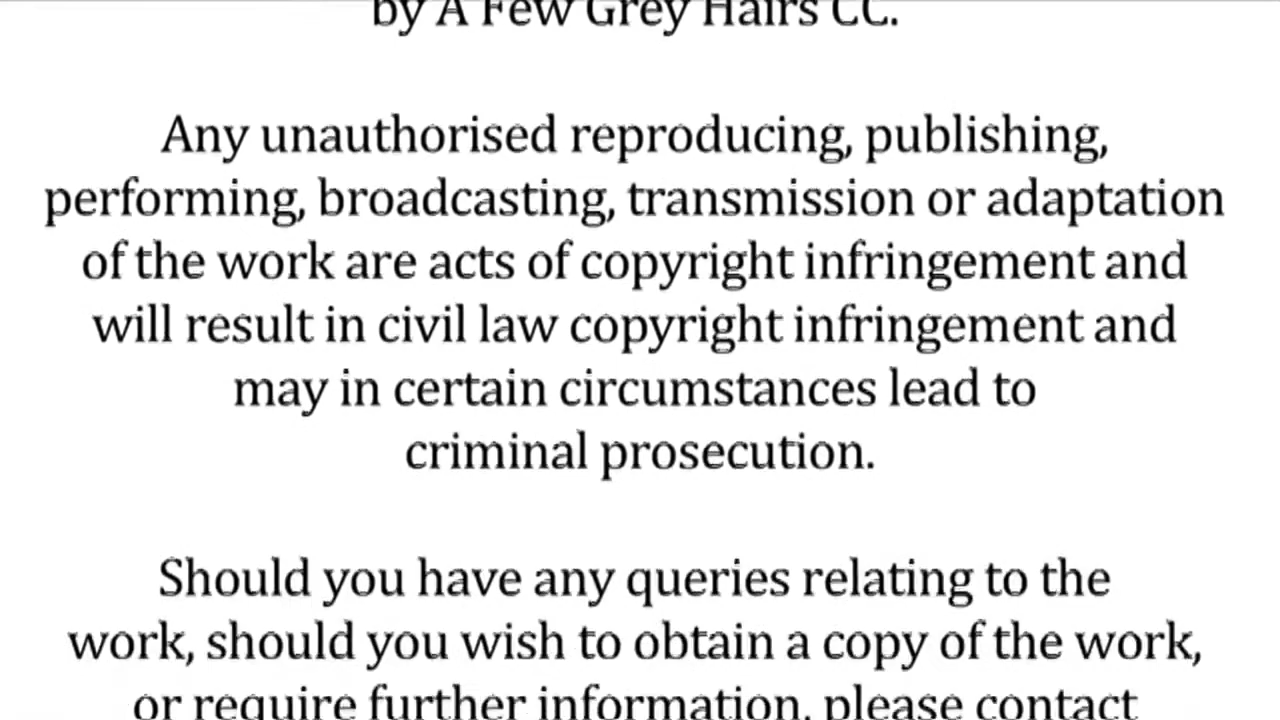 by A Few Grey Hairs CC.
Any unauthorised reproducing, publishing,
performing, broadcasting, transmission or adaptation
of the work are acts of copyright infringement and
will result in civil law copyright infringement and
may in certain circumstances lead to
criminal prosecution.
Should you have any queries relating to the
work, should you wish to obtain a copy of the work,
or require further information, please contact